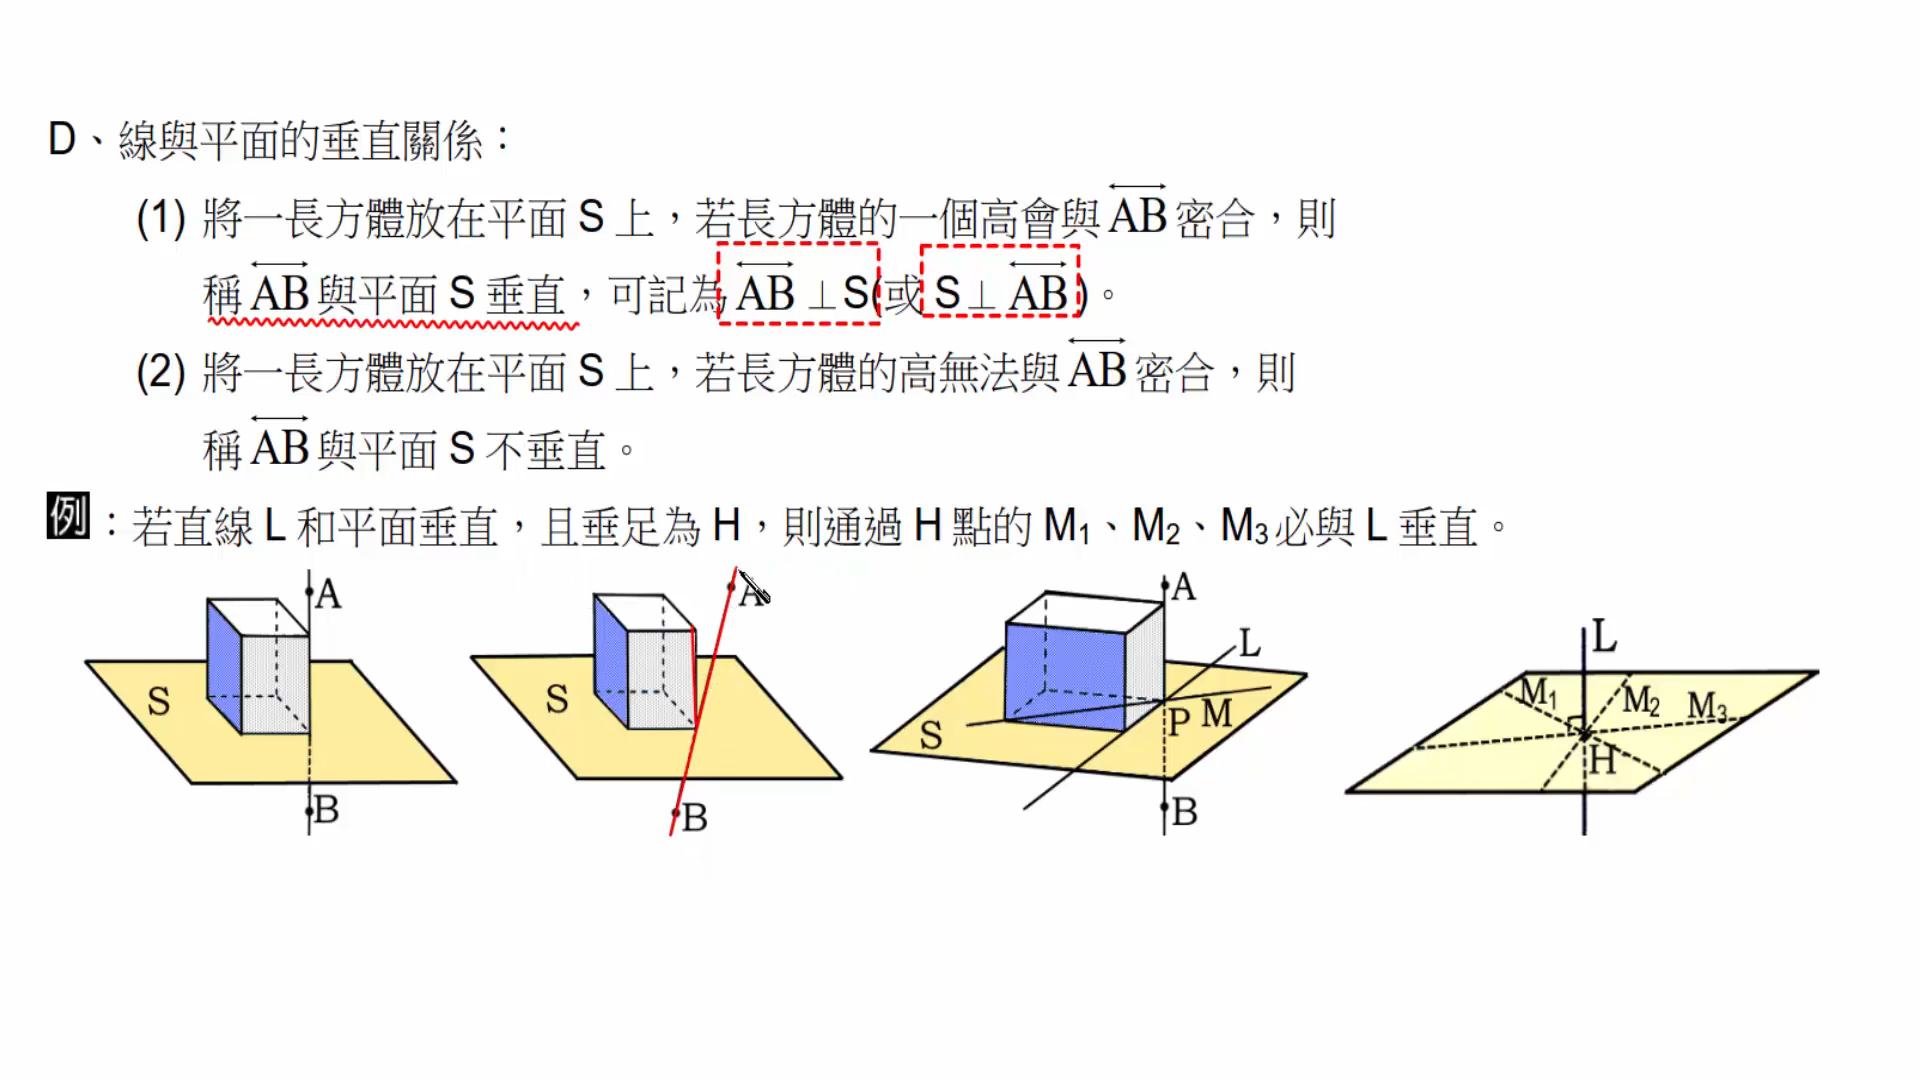 D、線與平面的垂直關係：
(1) 將一長方體放在平面 S 上，若長方體的一個高會與 AB 密合，則
稱 AB 與平面 S 垂直，可記為 AB ⊥ S(或 S ⊥ AB)。
(2) 將一長方體放在平面 S 上，若長方體的高無法與 AB 密合，則
稱 AB 與平面 S 不垂直。
例：若直線 L 和平面垂直，且垂足為 H，則通過 H 點的 M1、M2、M3 必與 L 垂直。
A
S
B
A
S
B
A
L
S
P M
B
L
M1
M2
M3
H